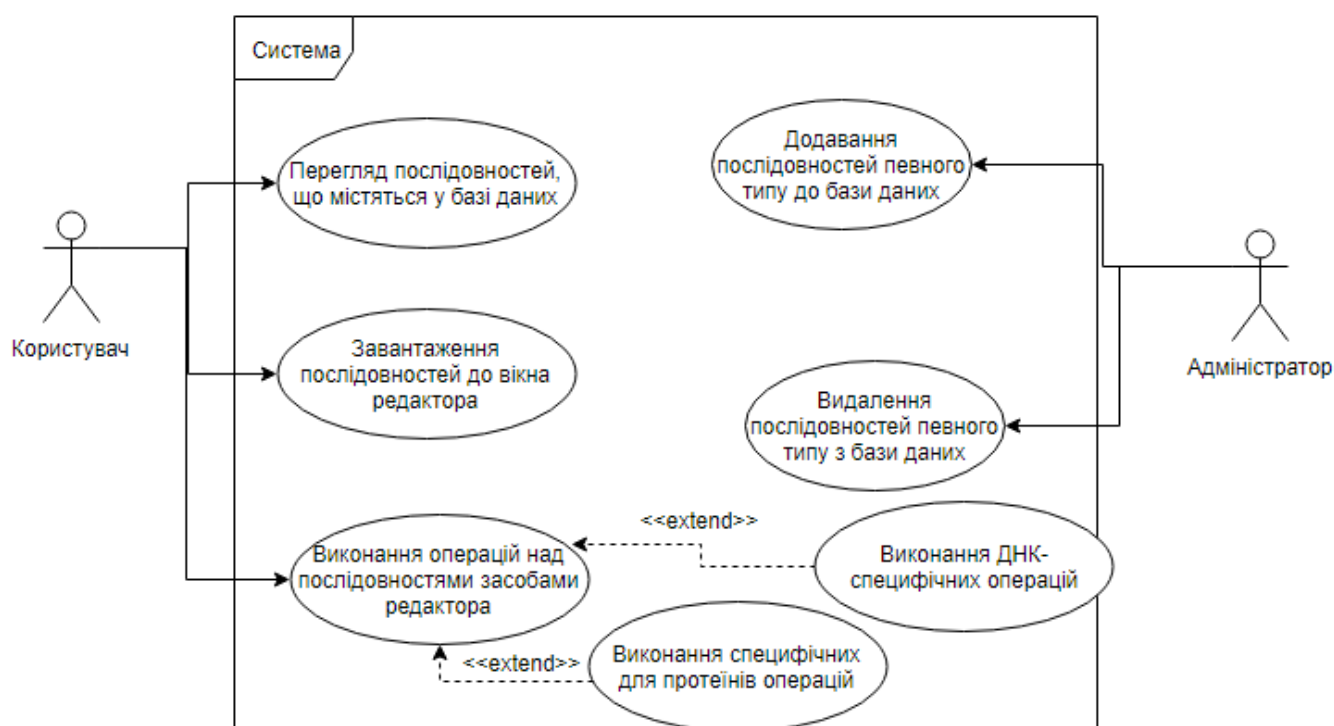 Система
Перегляд послідовностей,
що містяться у базі даних
Додавання
послідовностей певного
типу до бази даних
Користувач
Адміністратор
Завантаження
послідовностей до вікна
редактора
Видалення
послідовностей певного
типу з бази даних
<<extend>>
Виконання операцій над
послідовностями засобами
редактора
Виконання ДНК-
специфічних операцій
<<extend>>
Виконання специфічних
для протеїнів операцій